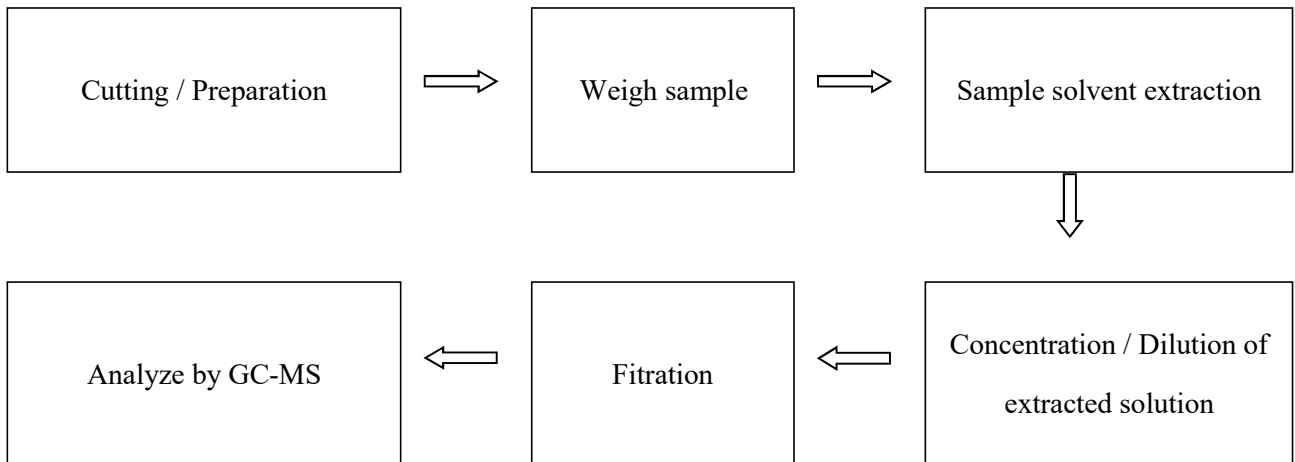 Cutting / Preparation
Weigh sample
Sample solvent extraction
Concentration / Dilution of
extracted solution
Fitration
Analyze by GC-MS